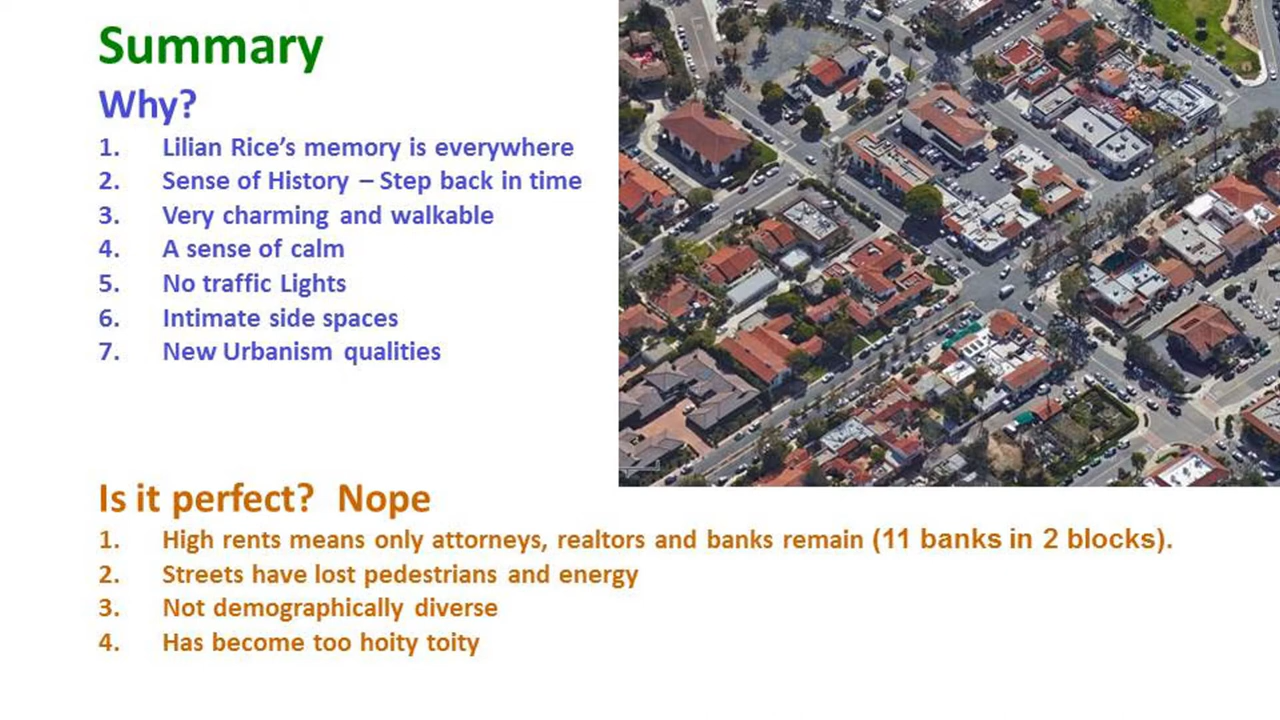 Summary
Why?
1. Lilian Rice's memory is everywhere
2. Sense of History – Step back in time
3. Very charming and walkable
4. A sense of calm
5. No traffic Lights
6. Intimate side spaces
7. New Urbanism qualities
Is it perfect? Nope
1. High rents means only attorneys, realtors and banks remain (11 banks in 2 blocks).
2. Streets have lost pedestrians and energy
3. Not demographically diverse
4. Has become too hoity toity